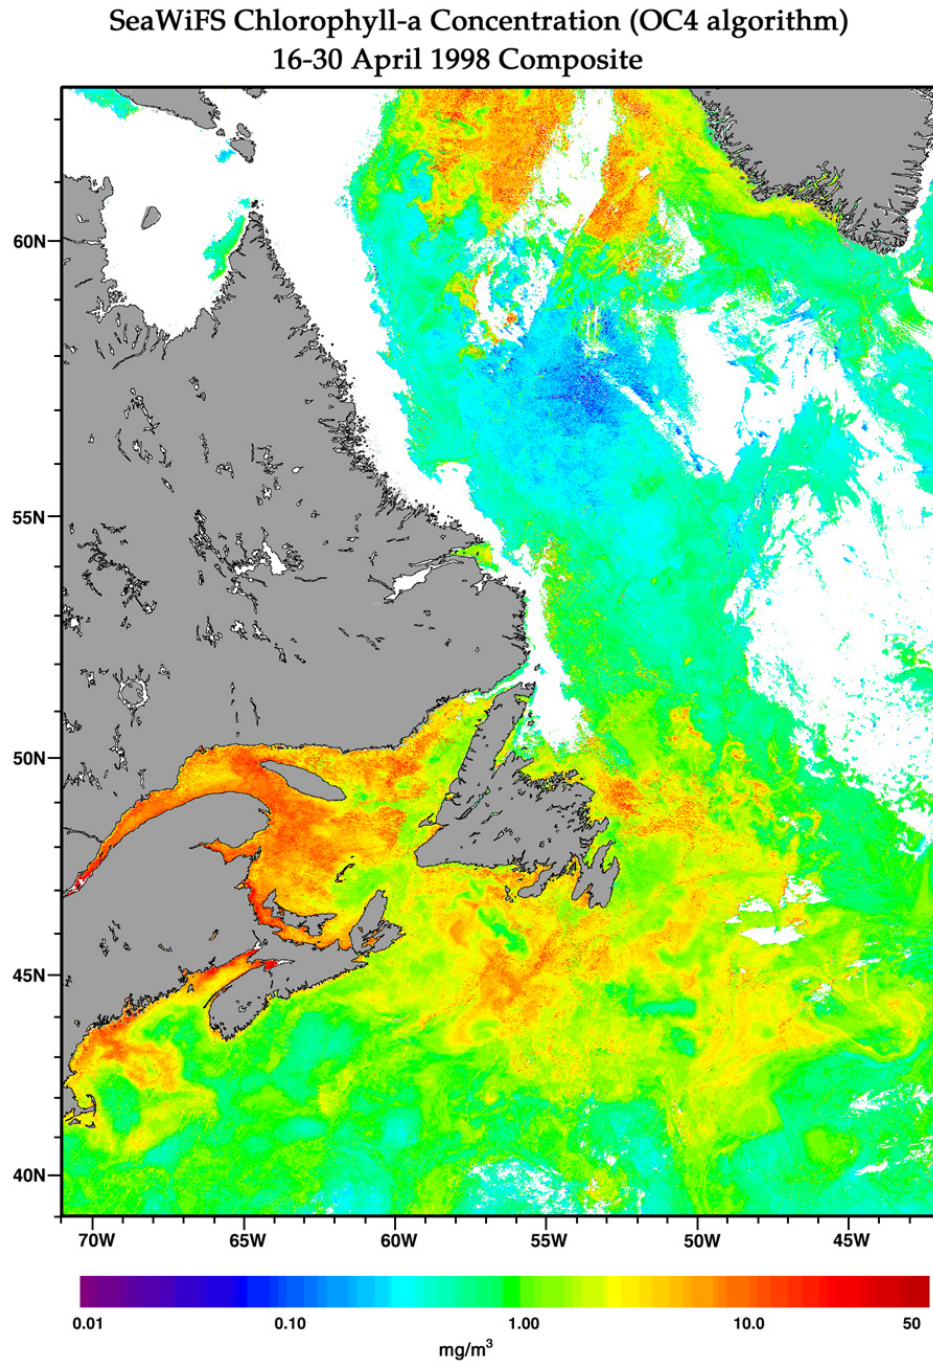 SeaWiFS Chlorophyll-a Concentration (OC4 algorithm)
16-30 April 1998 Composite
60N
55N
50N
45N
40N
70W 65W 60W 55W 50W 45W
0.01 0.10 1.00 10.0 50
mg/m³